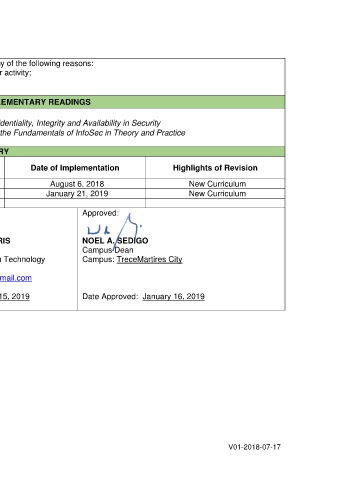 ny of the following reasons:
r activity;
LEMENTARY READINGS
identiality, Integrity and Availability in Security
the Fundamentals of InfoSec in Theory and Practice
RY
Date of Implementation Highlights of Revision
August 6, 2018 New Curriculum
January 21, 2019 New Curriculum
Approved:
RIS NOEL A. SEDIGO
Campus Dean
n Technology Campus: TreceMartires City
mail.com
15, 2019 Date Approved: January 16, 2019
V01-2018-07-17